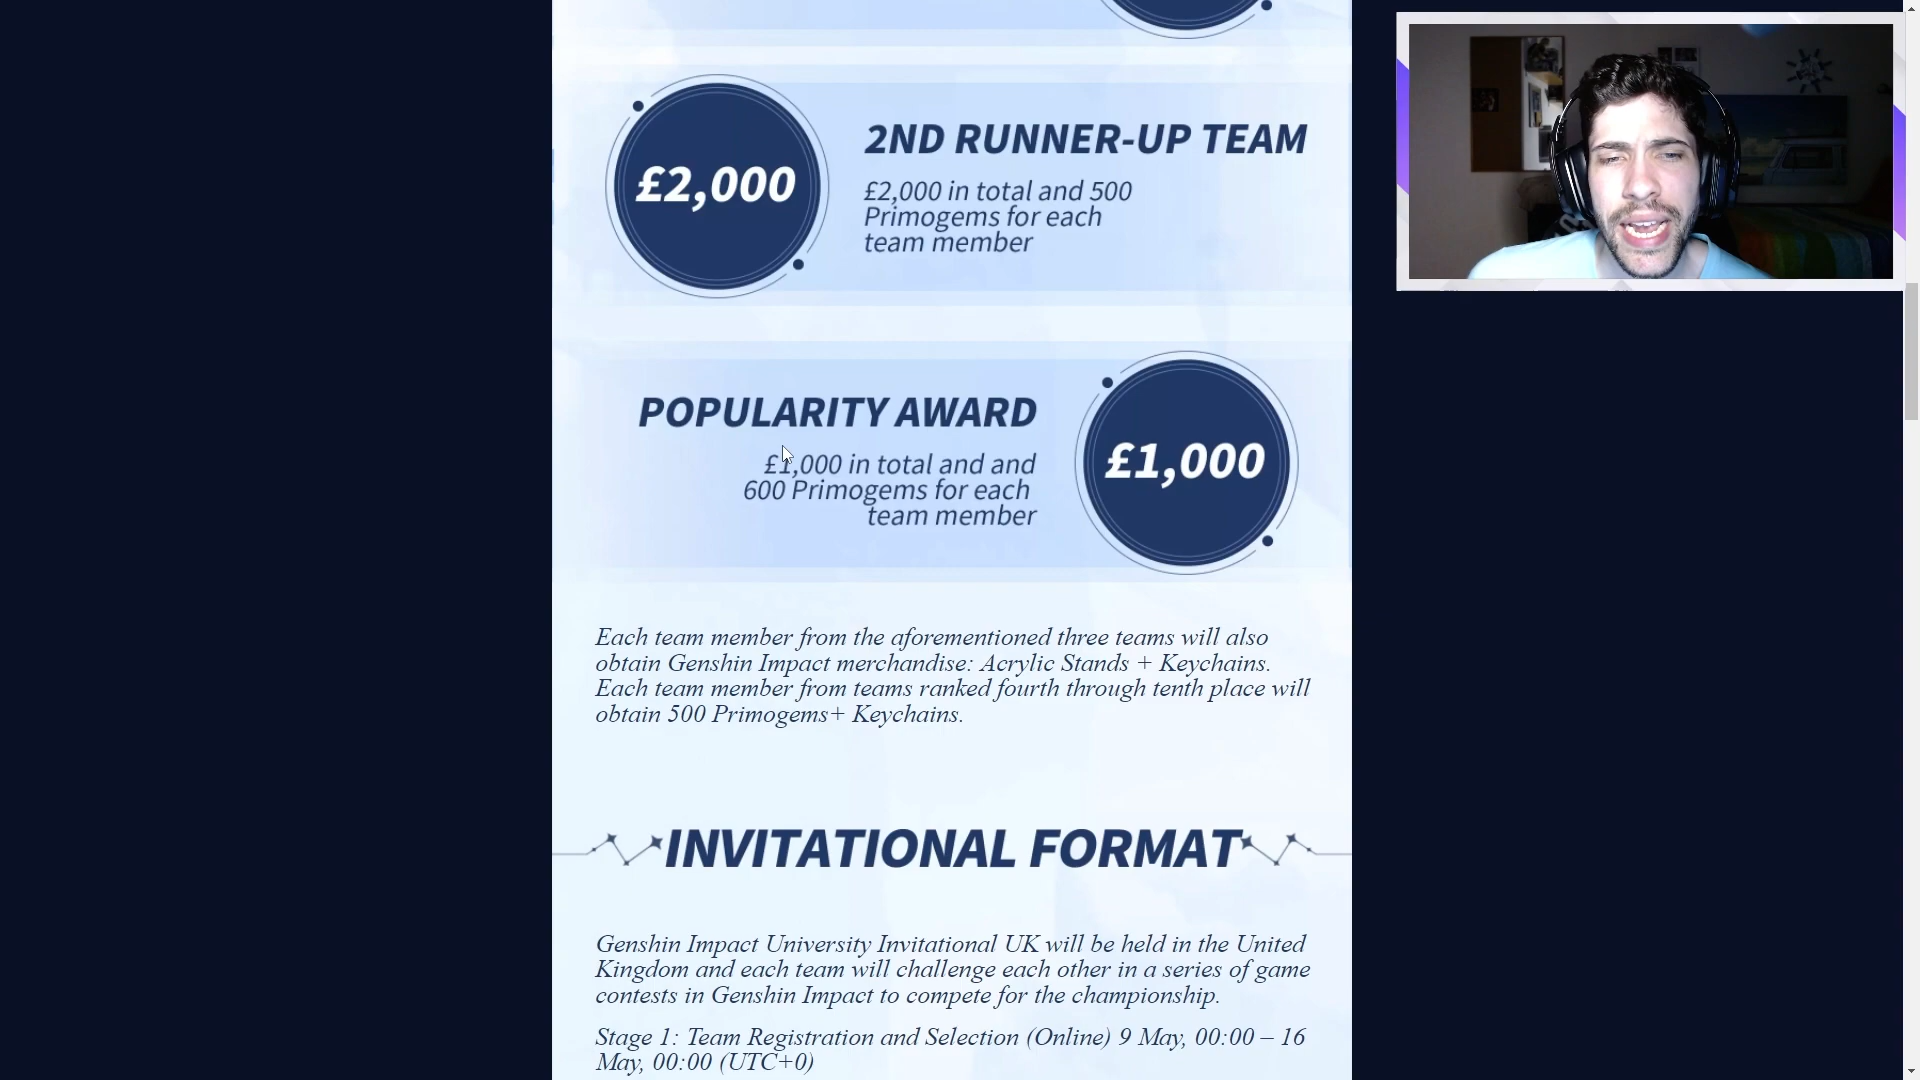 2ND RUNNER-UP TEAM
£2,000
£2,000 in total and 500
Primogems for each
team member
POPULARITY AWARD
£1,000 in total and and
600 Primogems for each
team member
£1,000
Each team member from the aforementioned three teams will also
obtain Genshin Impact merchandise: Acrylic Stands + Keychains.
Each team member from teams ranked fourth through tenth place will
obtain 500 Primogems+ Keychains.
INVITATIONAL FORMAT
Genshin Impact University Invitational UK will be held in the United
Kingdom and each team will challenge each other in a series of game
contests in Genshin Impact to compete for the championship.
Stage 1: Team Registration and Selection (Online) 9 May, 00:00 – 16
May, 00:00 (UTC+0)